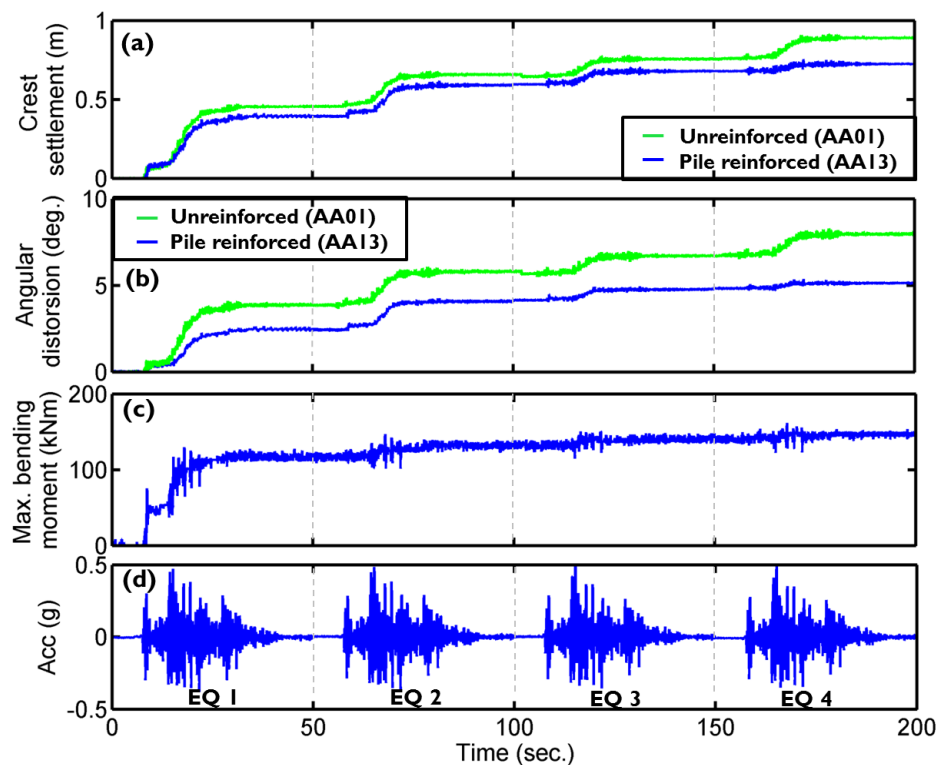 (a)
Crest
settlement (m)
1
0.5
0
Unreinforced (AA01)
Pile reinforced (AA13)
(b)
Angular
distorsion (deg.)
10
5
0
Unreinforced (AA01)
Pile reinforced (AA13)
(c)
Max. bending
moment (kNm)
200
100
0
(d)
Acc (g)
0.5
0
-0.5
EQ 1
EQ 2
EQ 3
EQ 4
0
50
100
150
200
Time (sec.)